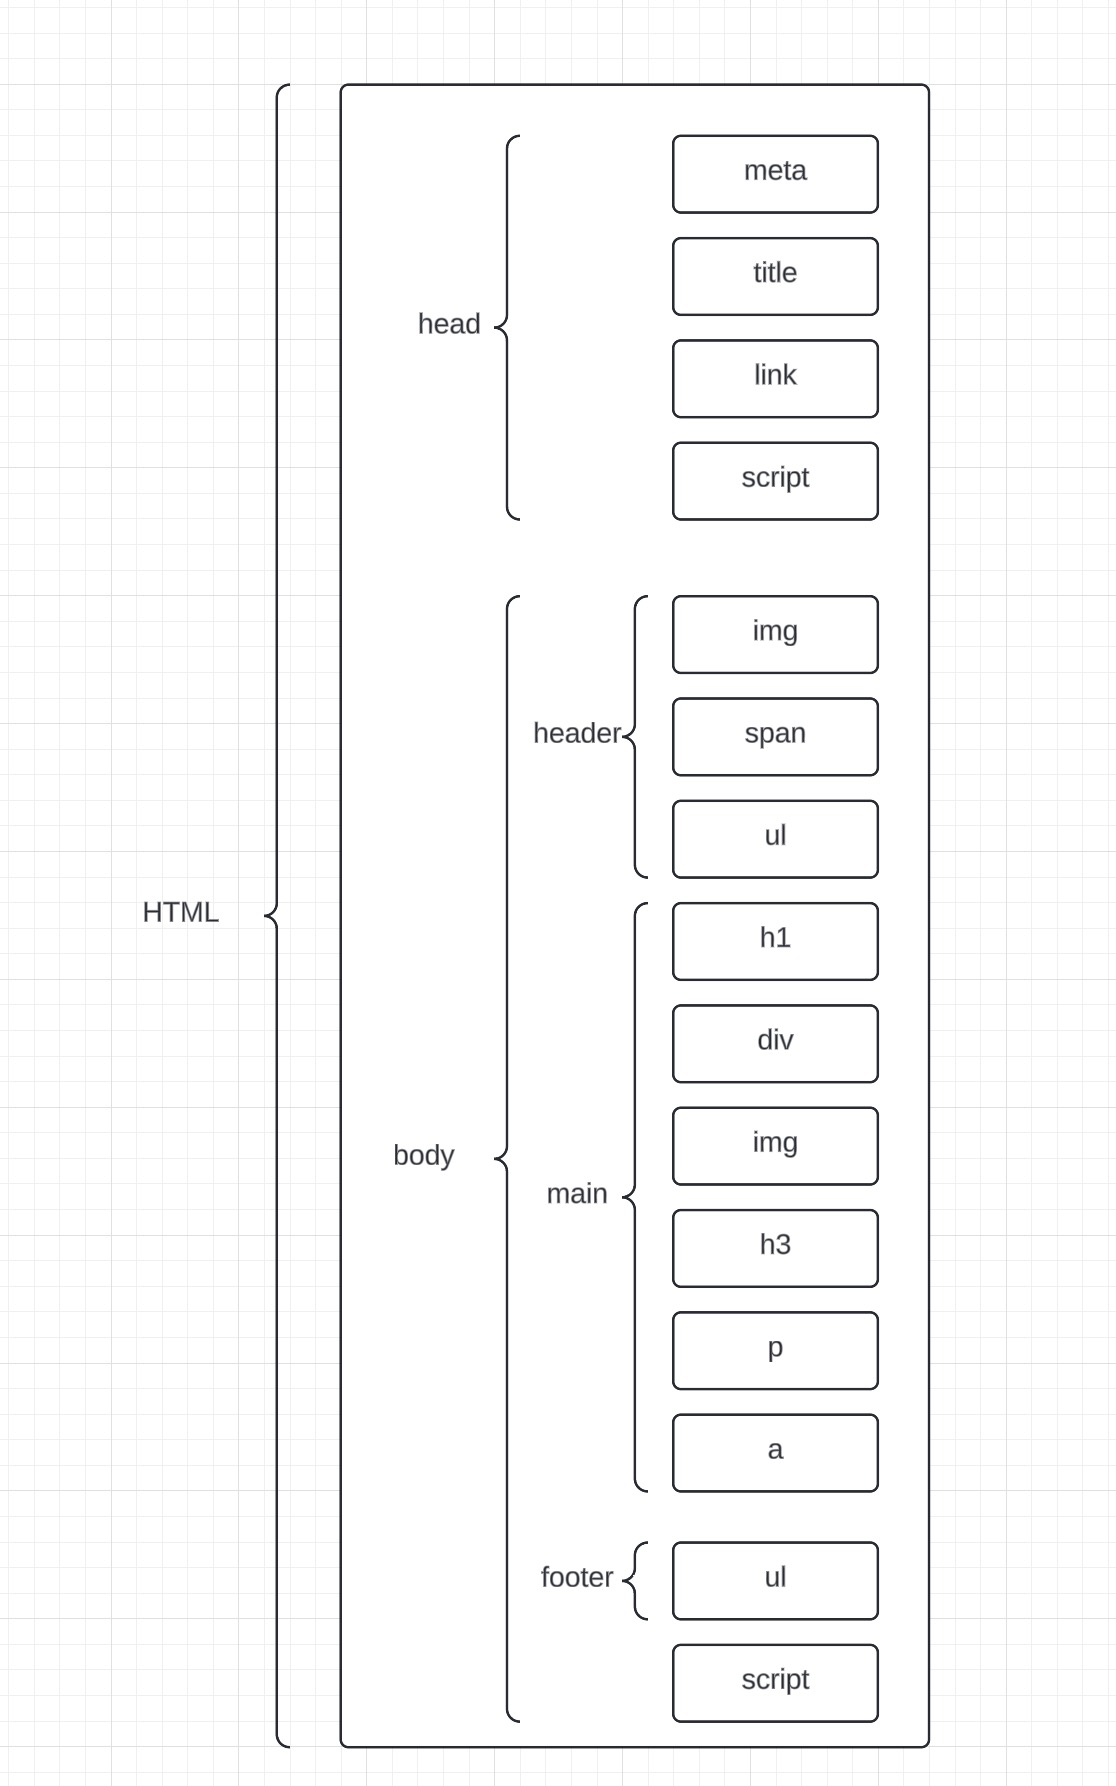 meta
title
head
link
script
img
header
span
ul
HTML
h1
div
img
body
main
h3
p
a
footer
ul
script